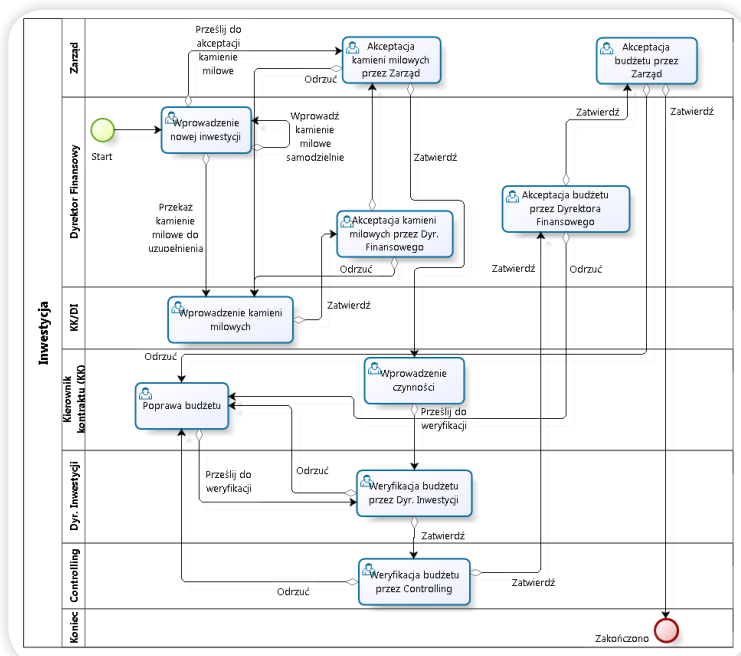 Inwestycja
Zarząd
Prześlij do
akceptacji
kamienie
milowe
Akceptacja
kamieni milowych
przez Zarząd
Odrzuć
Akceptacja
budżetu przez
Zarząd
Zatwierdź
Zatwierdź
Dyrektor Finansowy
Start
Wprowadzenie
nowej inwestycji
Wprowadź
kamienie
milowe
samodzielnie
Zatwierdź
Przekaż
kamienie
milowe do
uzupełnienia
Akceptacja kamieni
milowych przez Dyr.
Finansowego
Odrzuć
Akceptacja budżetu
przez Dyrektora
Finansowego
Zatwierdź
Odrzuć
KK/DI
Wprowadzenie kamieni
milowych
Zatwierdź
Kierownik
kontraktu (KK)
Odrzuć
Poprawa budżetu
Wprowadzenie
czynności
Prześlij do
weryfikacji
Dyr. Inwestycji
Prześlij do
weryfikacji
Odrzuć
Weryfikacja budżetu
przez Dyr. Inwestycji
Zatwierdź
Controlling
Weryfikacja budżetu
przez Controlling
Odrzuć
Zatwierdź
Koniec
Zakończono